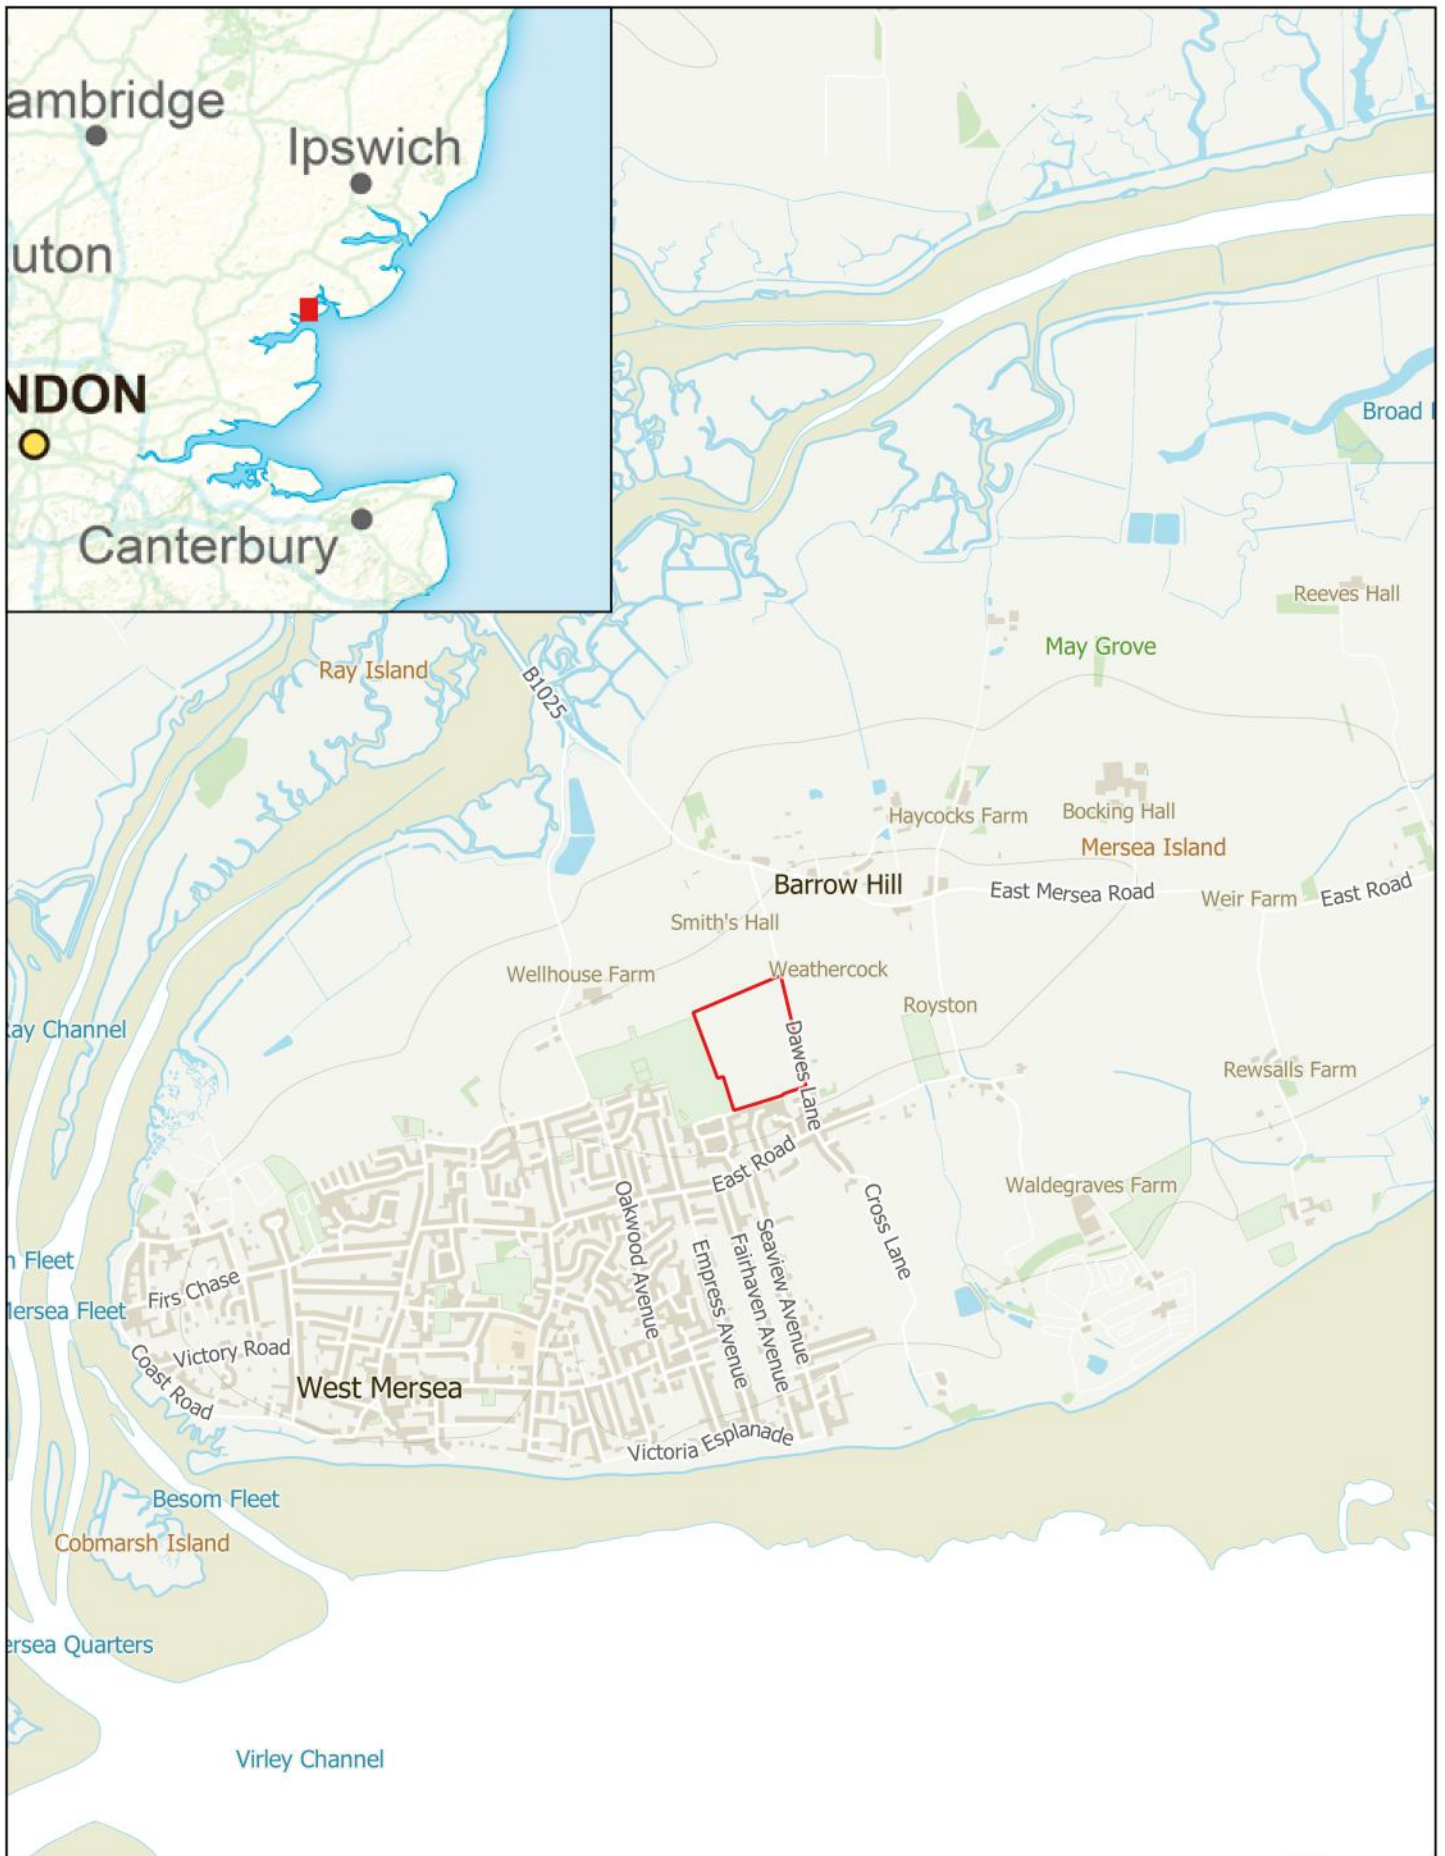 ambridge
Ipswich
uton
NDON
Canterbury
Broad
Reeves Hall
May Grove
Ray Island
B1025
Haycocks Farm
Bocking Hall
Mersea Island
Barrow Hill
East Mersea Road
Weir Farm
East Road
Smith's Hall
Wellhouse Farm
Weathercock
Royston
Ray Channel
Dawes Lane
Rewsalls Farm
East Road
Waldegraves Farm
Oakwood Avenue
Cross Lane
Seaview Avenue
Fairhaven Avenue
Empress Avenue
n Fleet
Firs Chase
Mersea Fleet
Victory Road
Coast Road
West Mersea
Victoria Esplanade
Besom Fleet
Cobmarsh Island
ersea Quarters
Virley Channel